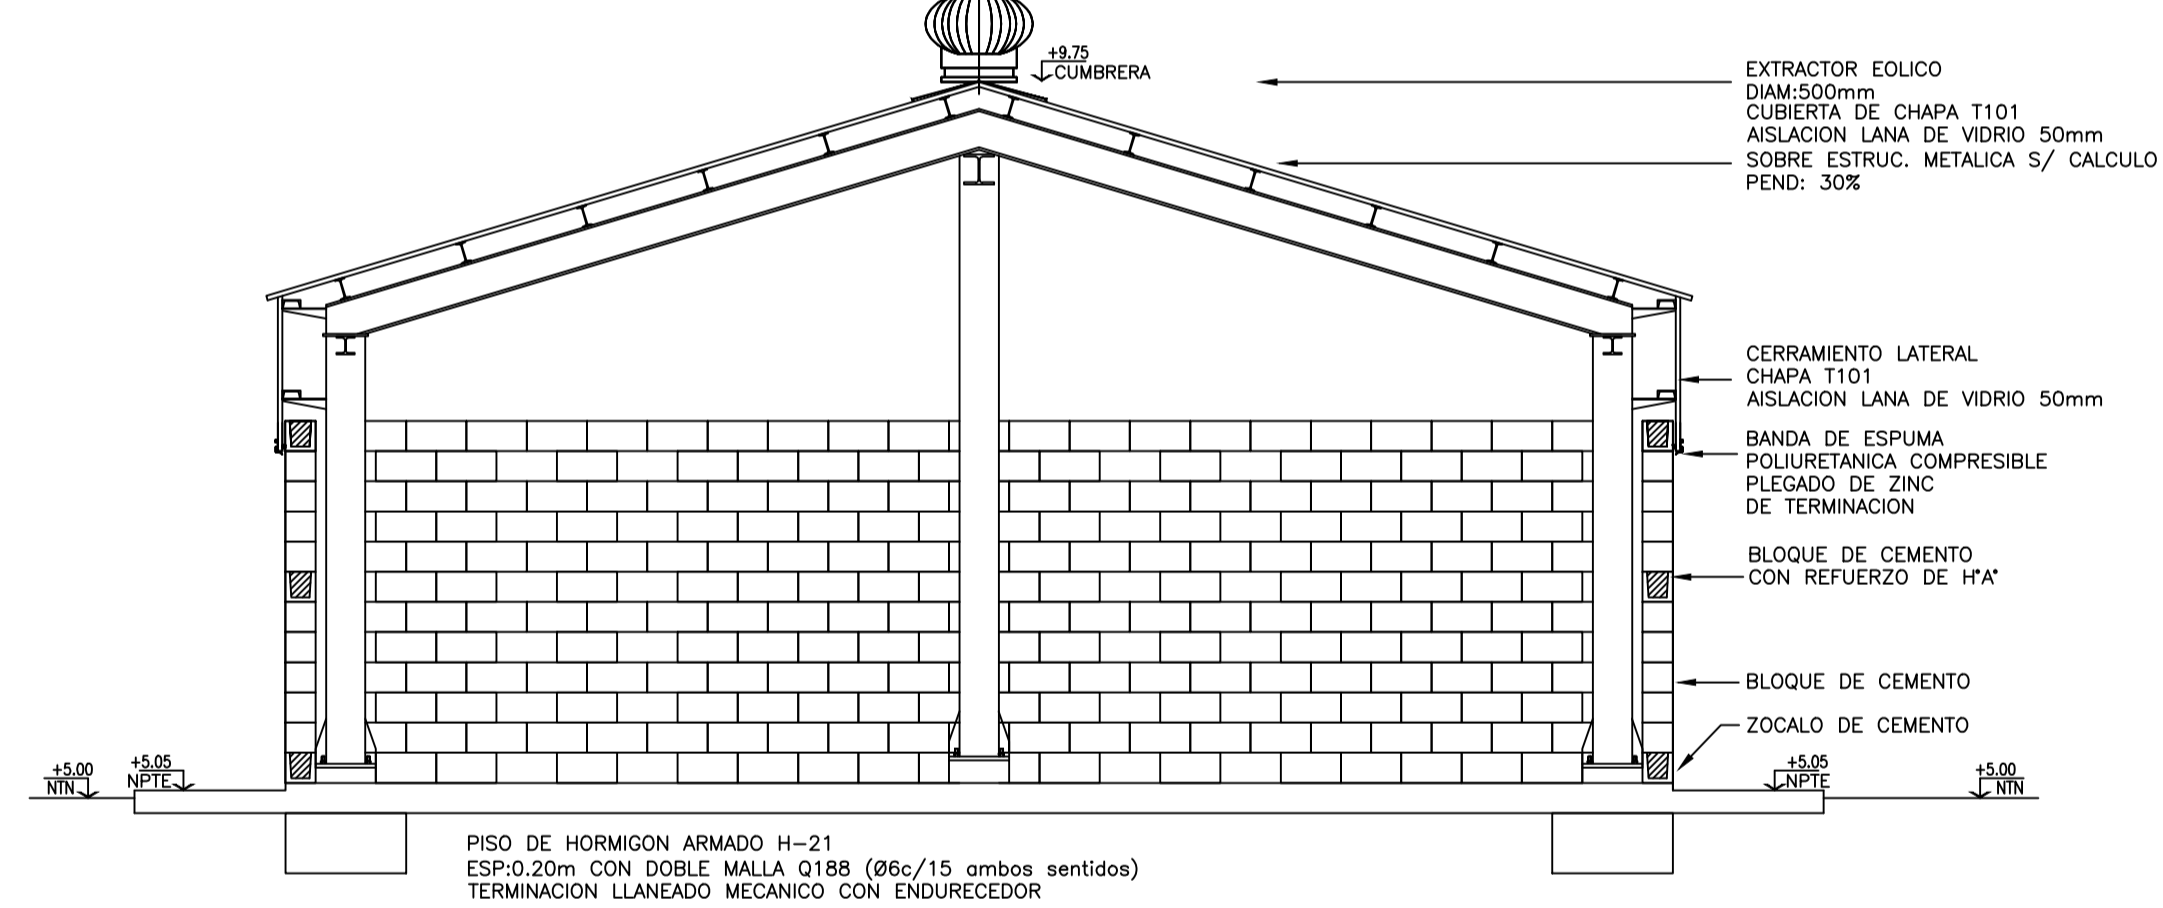 +9.75
CUMBRERA
EXTRACTOR EOLICO
DIAM:500mm
CUBIERTA DE CHAPA T101
AISLACION LANA DE VIDRIO 50mm
SOBRE ESTRUC. METALICA S/ CALCULO
PEND: 30%
CERRAMIENTO LATERAL
CHAPA T101
AISLACION LANA DE VIDRIO 50mm
BANDA DE ESPUMA
POLIURETANICA COMPRESIBLE
PLEGADO DE ZINC
DE TERMINACION
BLOQUE DE CEMENTO
CON REFUERZO DE H°A°
BLOQUE DE CEMENTO
ZOCALO DE CEMENTO
+5.00
NTN
+5.05
NPTE
+5.05
NPTE
+5.00
NTN
PISO DE HORMIGON ARMADO H-21
ESP:0.20m CON DOBLE MALLA Q188 (Ø6c/15 ambos sentidos)
TERMINACION LLANEADO MECANICO CON ENDURECEDOR